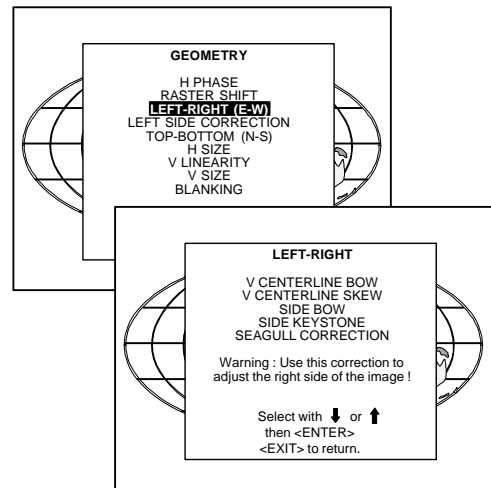 GEOMETRY
H PHASE
RASTER SHIFT
LEFT-RIGHT (E-W)
LEFT SIDE CORRECTION
TOP-BOTTOM (N-S)
H SIZE
V LINEARITY
V SIZE
BLANKING
LEFT-RIGHT
V CENTERLINE BOW
V CENTERLINE SKEW
SIDE BOW
SIDE KEYSTONE
SEAGULL CORRECTION
Warning : Use this correction to
adjust the right side of the image !
Select with ⬇ or ⬆
then <ENTER>
<EXIT> to return.